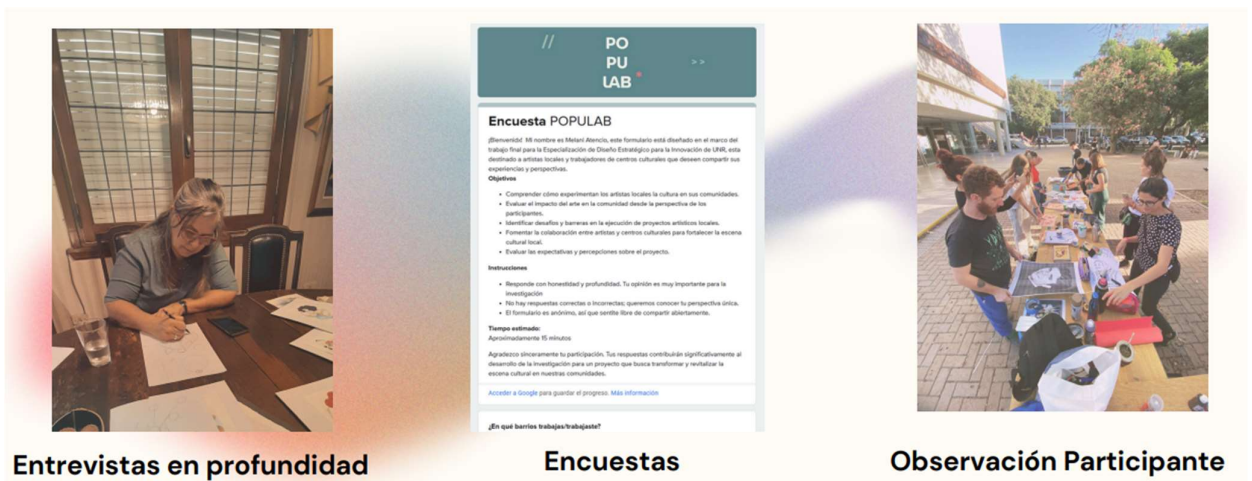 //
PO
PU
LAB
> >
Encuesta POPULAB
¡Bienvenidx! Mi nombre es Melani Atencio, este formulario está diseñado en el marco del
trabajo final para la Especialización de Diseño Estratégico para la Innovación de UNR, esta
destinado a artistas locales y trabajadores de centros culturales que deseen compartir sus
experiencias y perspectivas.
Objetivos
• Comprender cómo experimentan los artistas locales la cultura en sus comunidades.
• Evaluar el impacto del arte en la comunidad desde la perspectiva de los
participantes.
• Identificar desafíos y barreras en la ejecución de proyectos artísticos locales.
• Fomentar la colaboración entre artistas y centros culturales para fortalecer la escena
cultural local.
• Evaluar las expectativas y percepciones sobre el proyecto.
Instrucciones
• Responde con honestidad y profundidad. Tu opinión es muy importante para la
investigación
• No hay respuestas correctas o incorrectas; queremos conocer tu perspectiva única.
• El formulario es anónimo, así que sentite libre de compartir abiertamente.
Tiempo estimado:
Aproximadamente 15 minutos
Agradezco sinceramente tu participación. Tus respuestas contribuirán significativamente al
desarrollo de la investigación para un proyecto que busca transformar y revitalizar la
escena cultural en nuestras comunidades.
Acceder a Google para guardar el progreso. Más información
¿En qué barrios trabajas/trabajaste?
Entrevistas en profundidad
Encuestas
Observación Participante